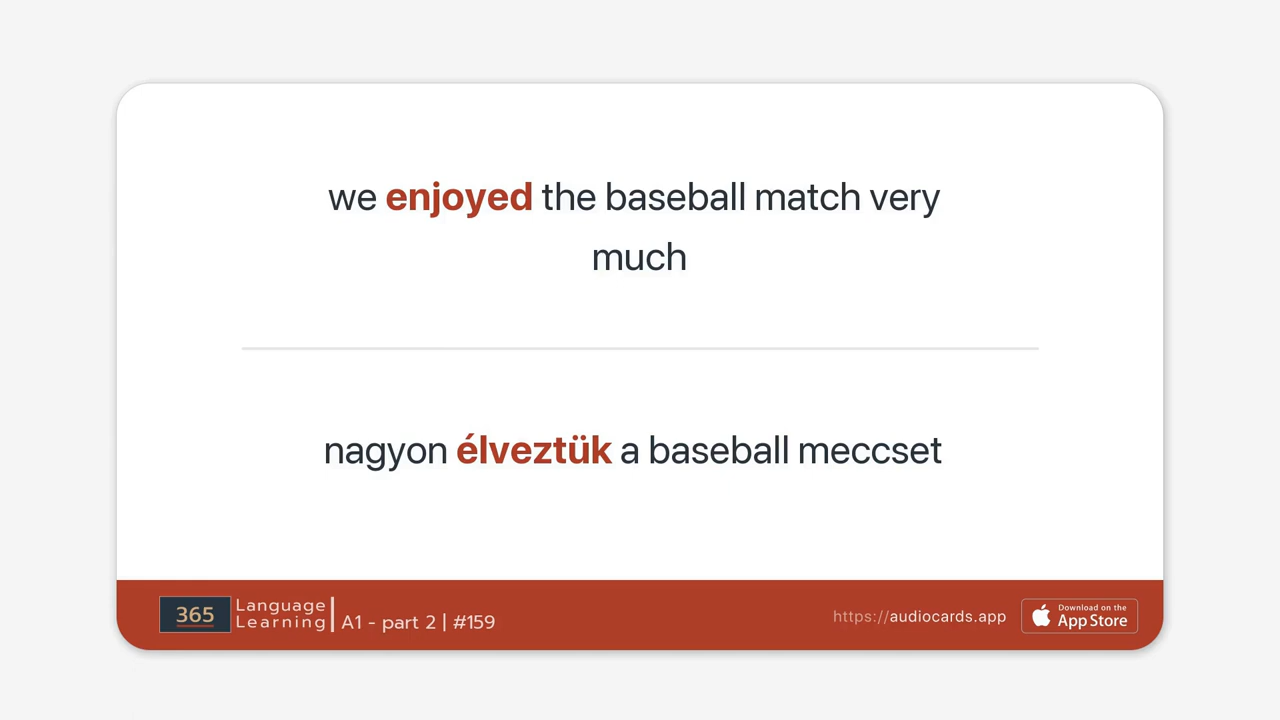 we enjoyed the baseball match very
much
nagyon élveztük a baseball meccset
365
Language
Learning
A1 - part 2 | #159
https://audiocards.app
Download on the
App Store